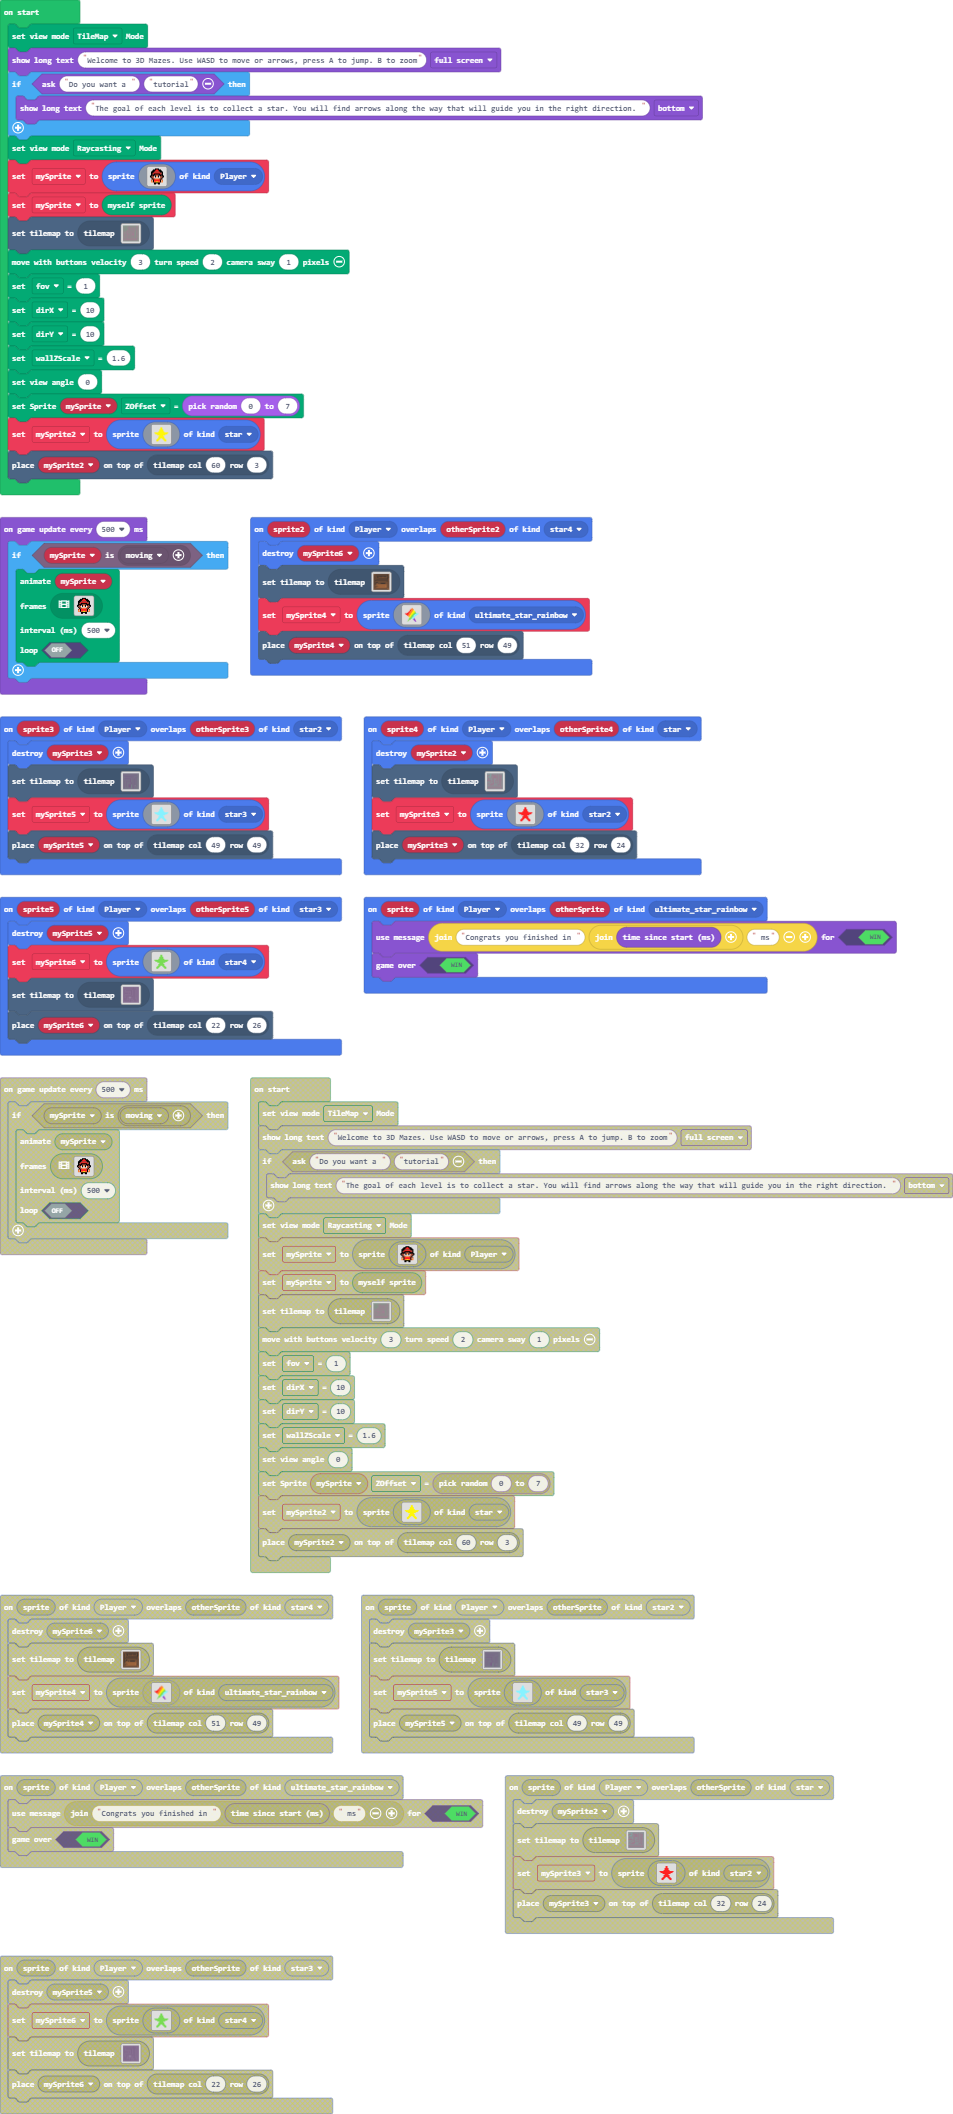 on start
set view mode TileMap Mode
show long text "Welcome to 3D Mazes. Use WASD to move or arrows, press A to jump. B to zoom" full screen
if ask "Do you want a " "tutorial" then
show long text "The goal of each level is to collect a star. You will find arrows along the way that will guide you in the right direction. " bottom
set view mode Raycasting Mode
set mySprite to sprite of kind Player
set mySprite to myself sprite
set tilemap to tilemap
move with buttons velocity 3 turn speed 2 camera sway 1 pixels
set fov = 1
set dirX = 10
set dirY = 10
set wallZScale = 1.6
set view angle 0
set Sprite mySprite ZOffset = pick random 0 to 7
set mySprite2 to sprite of kind star
place mySprite2 on top of tilemap col 60 row 3
on game update every 500 ms
if mySprite is moving then
animate mySprite
frames
interval (ms) 500
loop OFF
on sprite2 of kind Player overlaps otherSprite2 of kind star4
destroy mySprite6
set tilemap to tilemap
set mySprite4 to sprite of kind ultimate_star_rainbow
place mySprite4 on top of tilemap col 51 row 49
on sprite3 of kind Player overlaps otherSprite3 of kind star2
destroy mySprite3
set tilemap to tilemap
set mySprite5 to sprite of kind star3
place mySprite5 on top of tilemap col 49 row 49
on sprite4 of kind Player overlaps otherSprite4 of kind star
destroy mySprite2
set tilemap to tilemap
set mySprite3 to sprite of kind star2
place mySprite3 on top of tilemap col 32 row 24
on sprite5 of kind Player overlaps otherSprite5 of kind star3
destroy mySprite5
set mySprite6 to sprite of kind star4
set tilemap to tilemap
place mySprite6 on top of tilemap col 22 row 26
on sprite of kind Player overlaps otherSprite of kind ultimate_star_rainbow
use message join "Congrats you finished in " join time since start (ms) " ms" for WIN
game over WIN
on game update every 500 ms
if mySprite is moving then
animate mySprite
frames
interval (ms) 500
loop OFF
on start
set view mode TileMap Mode
show long text "Welcome to 3D Mazes. Use WASD to move or arrows, press A to jump. B to zoom" full screen
if ask "Do you want a " "tutorial" then
show long text "The goal of each level is to collect a star. You will find arrows along the way that will guide you in the right direction. " bottom
set view mode Raycasting Mode
set mySprite to sprite of kind Player
set mySprite to myself sprite
set tilemap to tilemap
move with buttons velocity 3 turn speed 2 camera sway 1 pixels
set fov = 1
set dirX = 10
set dirY = 10
set wallZScale = 1.6
set view angle 0
set Sprite mySprite ZOffset = pick random 0 to 7
set mySprite2 to sprite of kind star
place mySprite2 on top of tilemap col 60 row 3
on sprite of kind Player overlaps otherSprite of kind star4
destroy mySprite6
set tilemap to tilemap
set mySprite4 to sprite of kind ultimate_star_rainbow
place mySprite4 on top of tilemap col 51 row 49
on sprite of kind Player overlaps otherSprite of kind star2
destroy mySprite3
set tilemap to tilemap
set mySprite5 to sprite of kind star3
place mySprite5 on top of tilemap col 49 row 49
on sprite of kind Player overlaps otherSprite of kind ultimate_star_rainbow
use message join "Congrats you finished in " time since start (ms) " ms" for WIN
game over WIN
on sprite of kind Player overlaps otherSprite of kind star
destroy mySprite2
set tilemap to tilemap
set mySprite3 to sprite of kind star2
place mySprite3 on top of tilemap col 32 row 24
on sprite of kind Player overlaps otherSprite of kind star3
destroy mySprite5
set mySprite6 to sprite of kind star4
set tilemap to tilemap
place mySprite6 on top of tilemap col 22 row 26